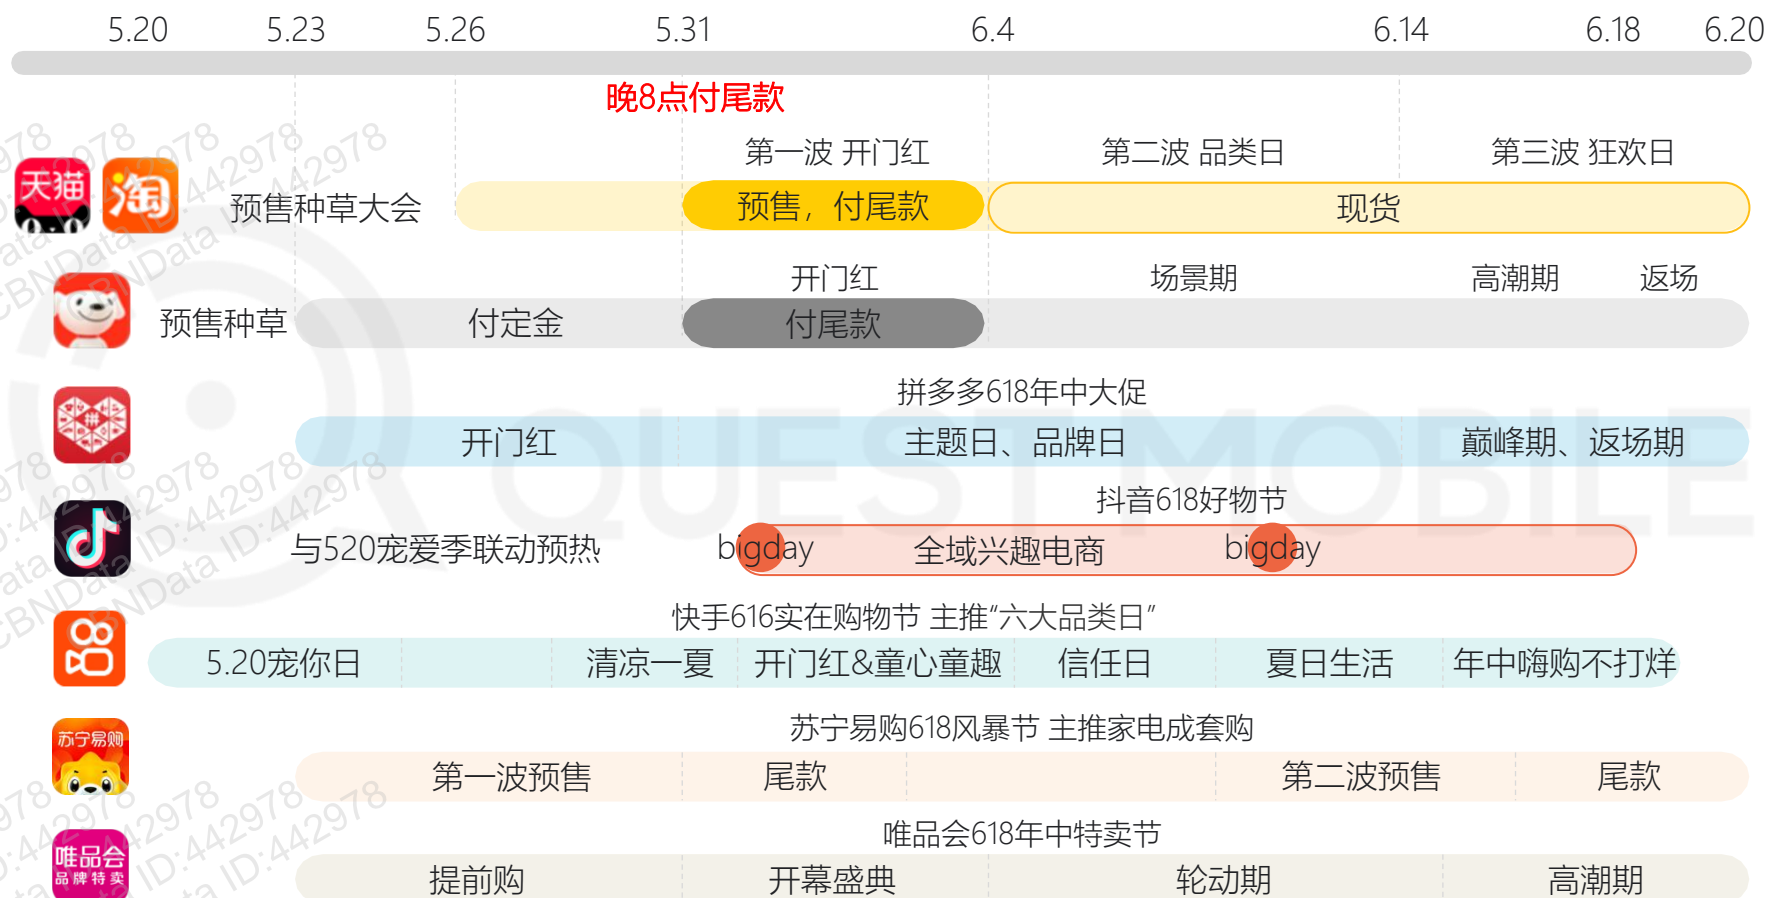 5.20 5.23 5.26 5.31 6.4 6.14 6.18 6.20
晚8点付尾款
第一波 开门红 第二波 品类日 第三波 狂欢日
天猫 淘 预售种草大会 预售，付尾款 现货
开门红 场景期 高潮期 返场
预售种草 付定金 付尾款
拼多多618年中大促
拼 开门红 主题日、品牌日 巅峰期、返场期
抖音618好物节
与520宠爱季联动预热 bigday 全域兴趣电商 bigday
快手616实在购物节 主推“六大品类日”
5.20宠你日 清凉一夏 开门红&童心童趣 信任日 夏日生活 年中嗨购不打烊
苏宁易购618风暴节 主推家电成套购
苏宁易购 第一波预售 尾款 第二波预售 尾款
唯品会618年中特卖节
唯品会
品牌特卖 提前购 开幕盛典 轮动期 高潮期
QUEST MOBILE
CBNData ID:442978